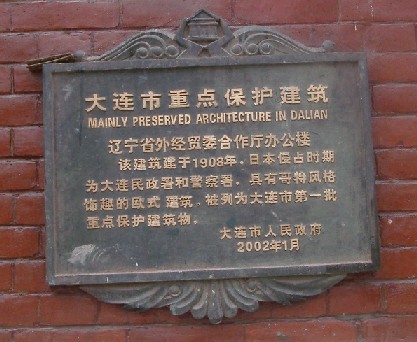 大连市重点保护建筑
MAINLY PRESERVED ARCHITECTURE IN DALIAN
辽宁省外经贸委合作厅办公楼
该建筑建于1908年，日本侵占时期
为大连民政署和警察署，具有哥特风格
饰趣的欧式建筑，被列为大连市第一批
重点保护建筑物。
大连市人民政府
2002年1月